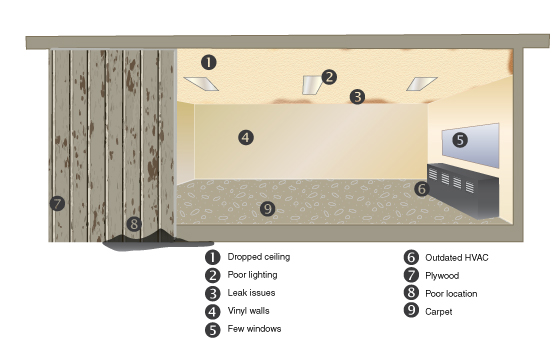 1
2
3
4
5
6
7
8
9
1 Dropped ceiling
2 Poor lighting
3 Leak issues
4 Vinyl walls
5 Few windows
6 Outdated HVAC
7 Plywood
8 Poor location
9 Carpet